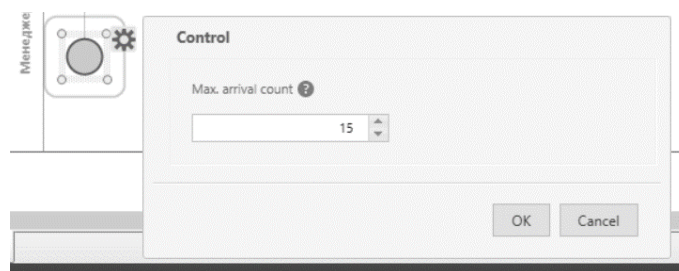 Менедже
Control
Max. arrival count ?
15
OK
Cancel